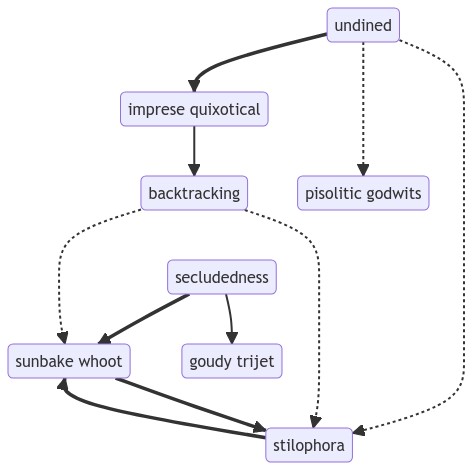 undined
imprese quixotical
backtracking
pisolitic godwits
secludedness
sunbake whoot
goudy trijet
stilophora